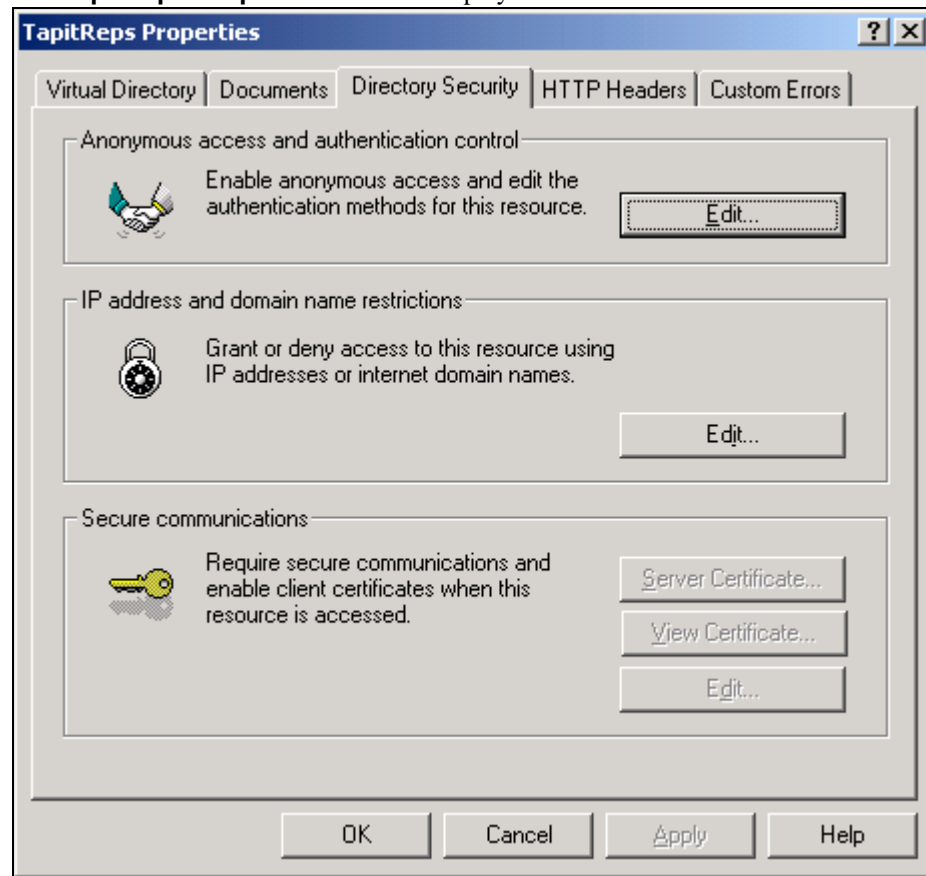 TapitReps Properties
Virtual Directory Documents Directory Security HTTP Headers Custom Errors
Anonymous access and authentication control
Enable anonymous access and edit the
authentication methods for this resource.
Edit...
IP address and domain name restrictions
Grant or deny access to this resource using
IP addresses or internet domain names.
Edit...
Secure communications
Require secure communications and
enable client certificates when this
resource is accessed.
Server Certificate...
View Certificate...
Edit...
OK Cancel Apply Help